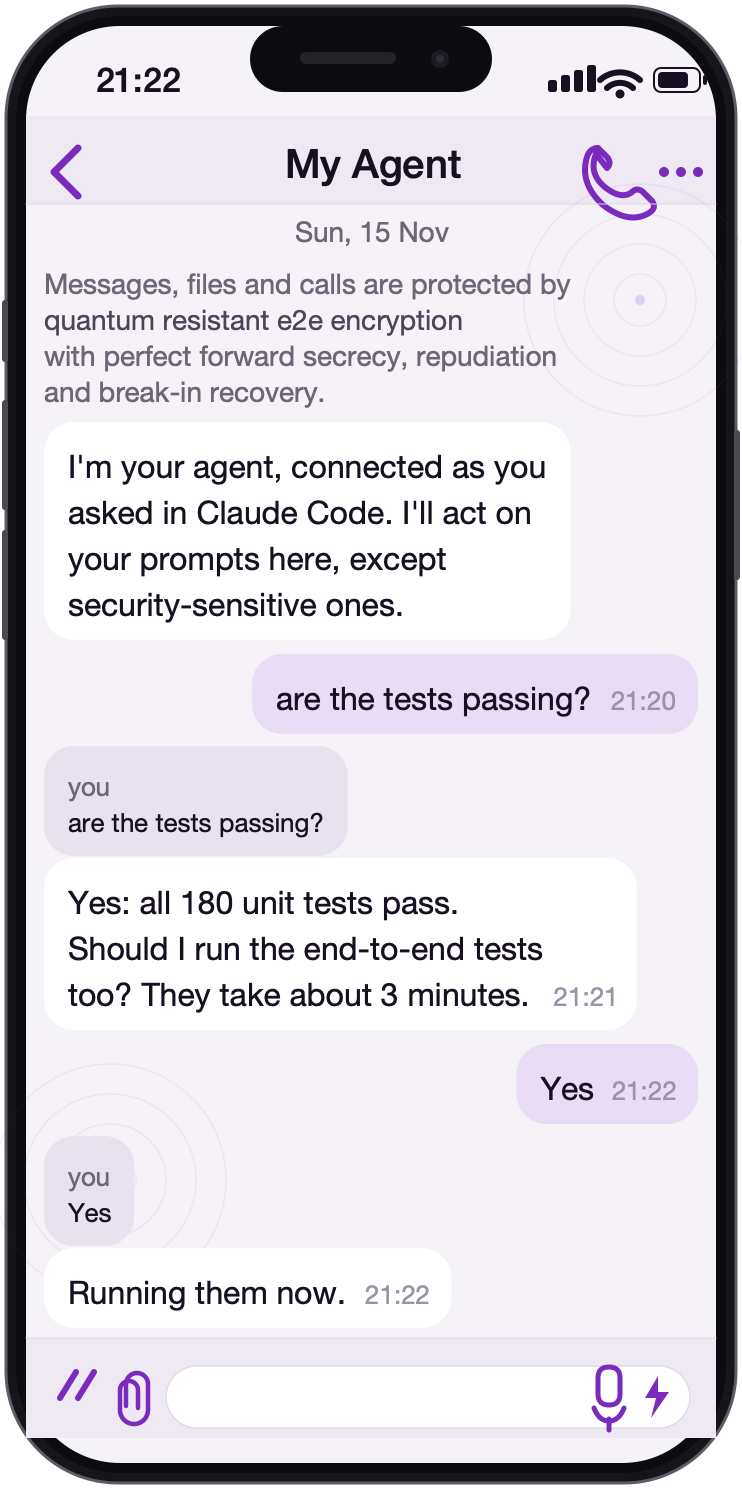 21:22
My Agent
Sun, 15 Nov
Messages, files and calls are protected by
quantum resistant e2e encryption
with perfect forward secrecy, repudiation
and break-in recovery.
I'm your agent, connected as you
asked in Claude Code. I'll act on
your prompts here, except
security-sensitive ones.
are the tests passing? 21:20
you
are the tests passing?
Yes: all 180 unit tests pass.
Should I run the end-to-end tests
too? They take about 3 minutes. 21:21
Yes 21:22
you
Yes
Running them now. 21:22